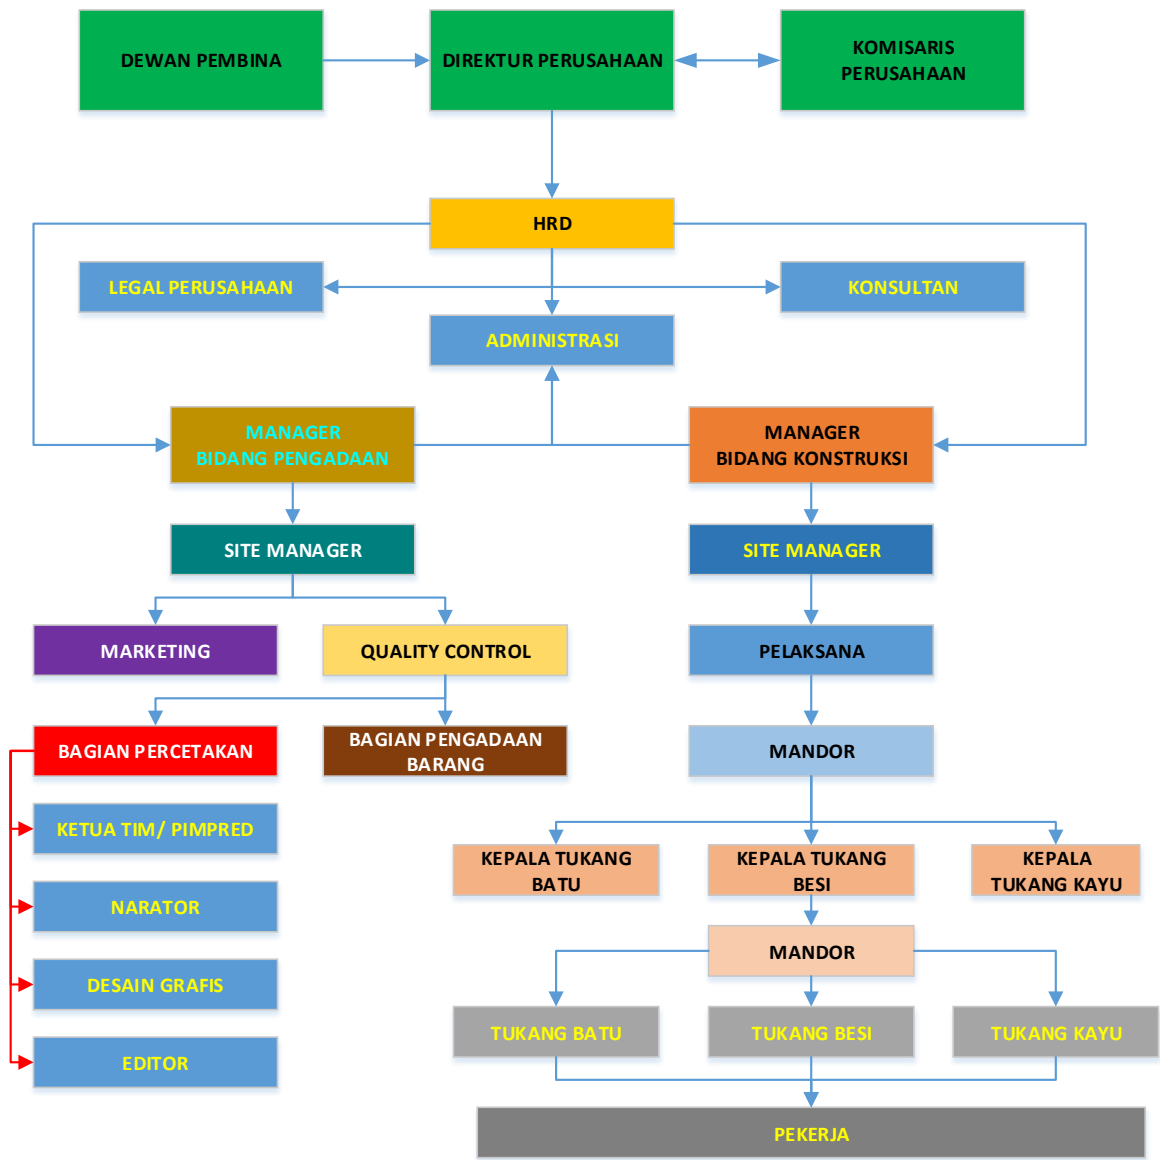 DEWAN PEMBINA
DIREKTUR PERUSAHAAN
KOMISARIS
PERUSAHAAN
HRD
LEGAL PERUSAHAAN
KONSULTAN
ADMINISTRASI
MANAGER
BIDANG PENGADAAN
MANAGER
BIDANG KONSTRUKSI
SITE MANAGER
SITE MANAGER
MARKETING
QUALITY CONTROL
PELAKSANA
BAGIAN PERCETAKAN
BAGIAN PENGADAAN
BARANG
MANDOR
KETUA TIM/ PIMPRED
KEPALA TUKANG
BATU
KEPALA TUKANG
BESI
KEPALA
TUKANG KAYU
NARATOR
MANDOR
DESAIN GRAFIS
TUKANG BATU
TUKANG BESI
TUKANG KAYU
EDITOR
PEKERJA